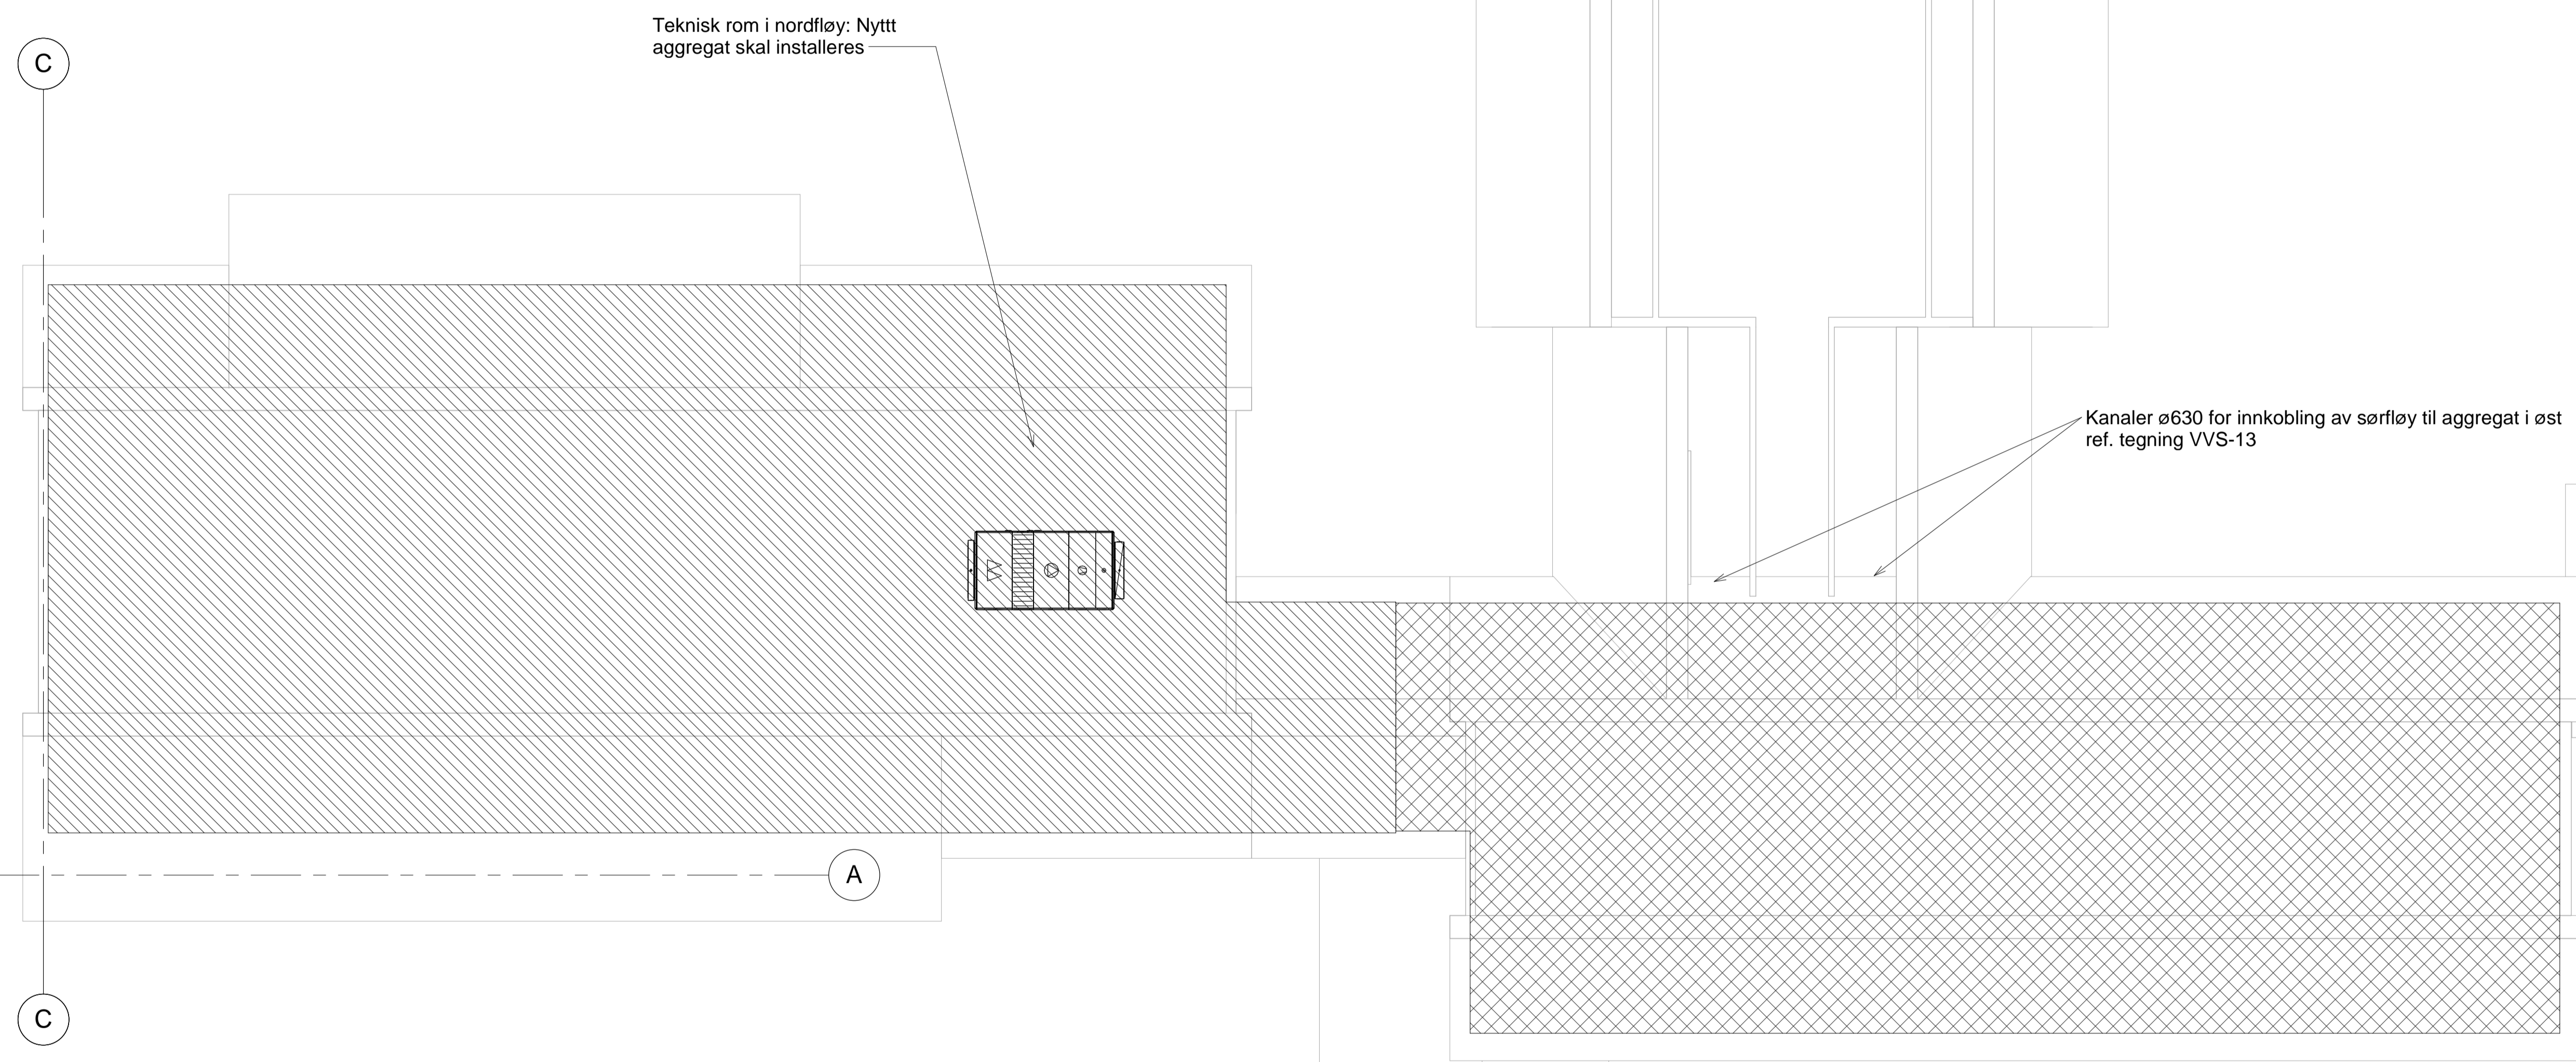 Teknisk rom i nordfløy: Nyttt
aggregat skal installeres
C
Kanaler ø630 for innkobling av sørfløy til aggregat i øst
ref. tegning VVS-13
A
C